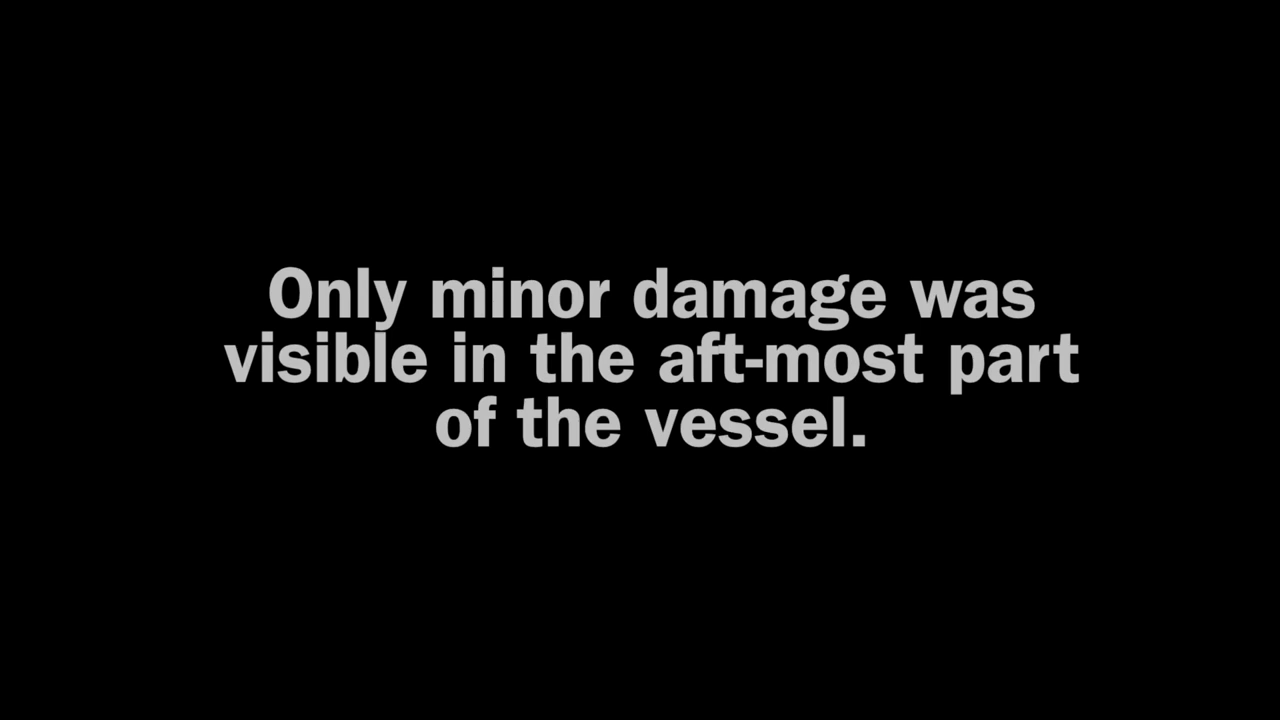 Only minor damage was
visible in the aft-most part
of the vessel.